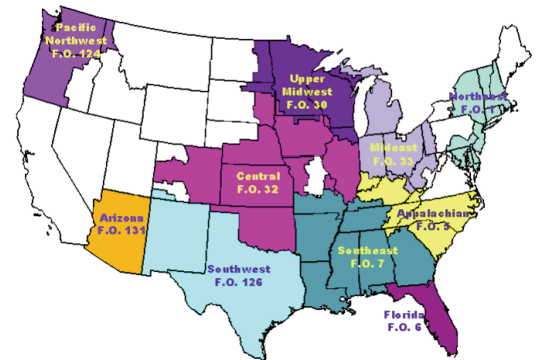 Pacific
Northwest
F.O. 124
Upper
Midwest
F.O. 30
Northeast
F.O. 1
Mideast
F.O. 33
Central
F.O. 32
Appalachian
F.O. 5
Arizona
F.O. 131
Southeast
F.O. 7
Southwest
F.O. 126
Florida
F.O. 6